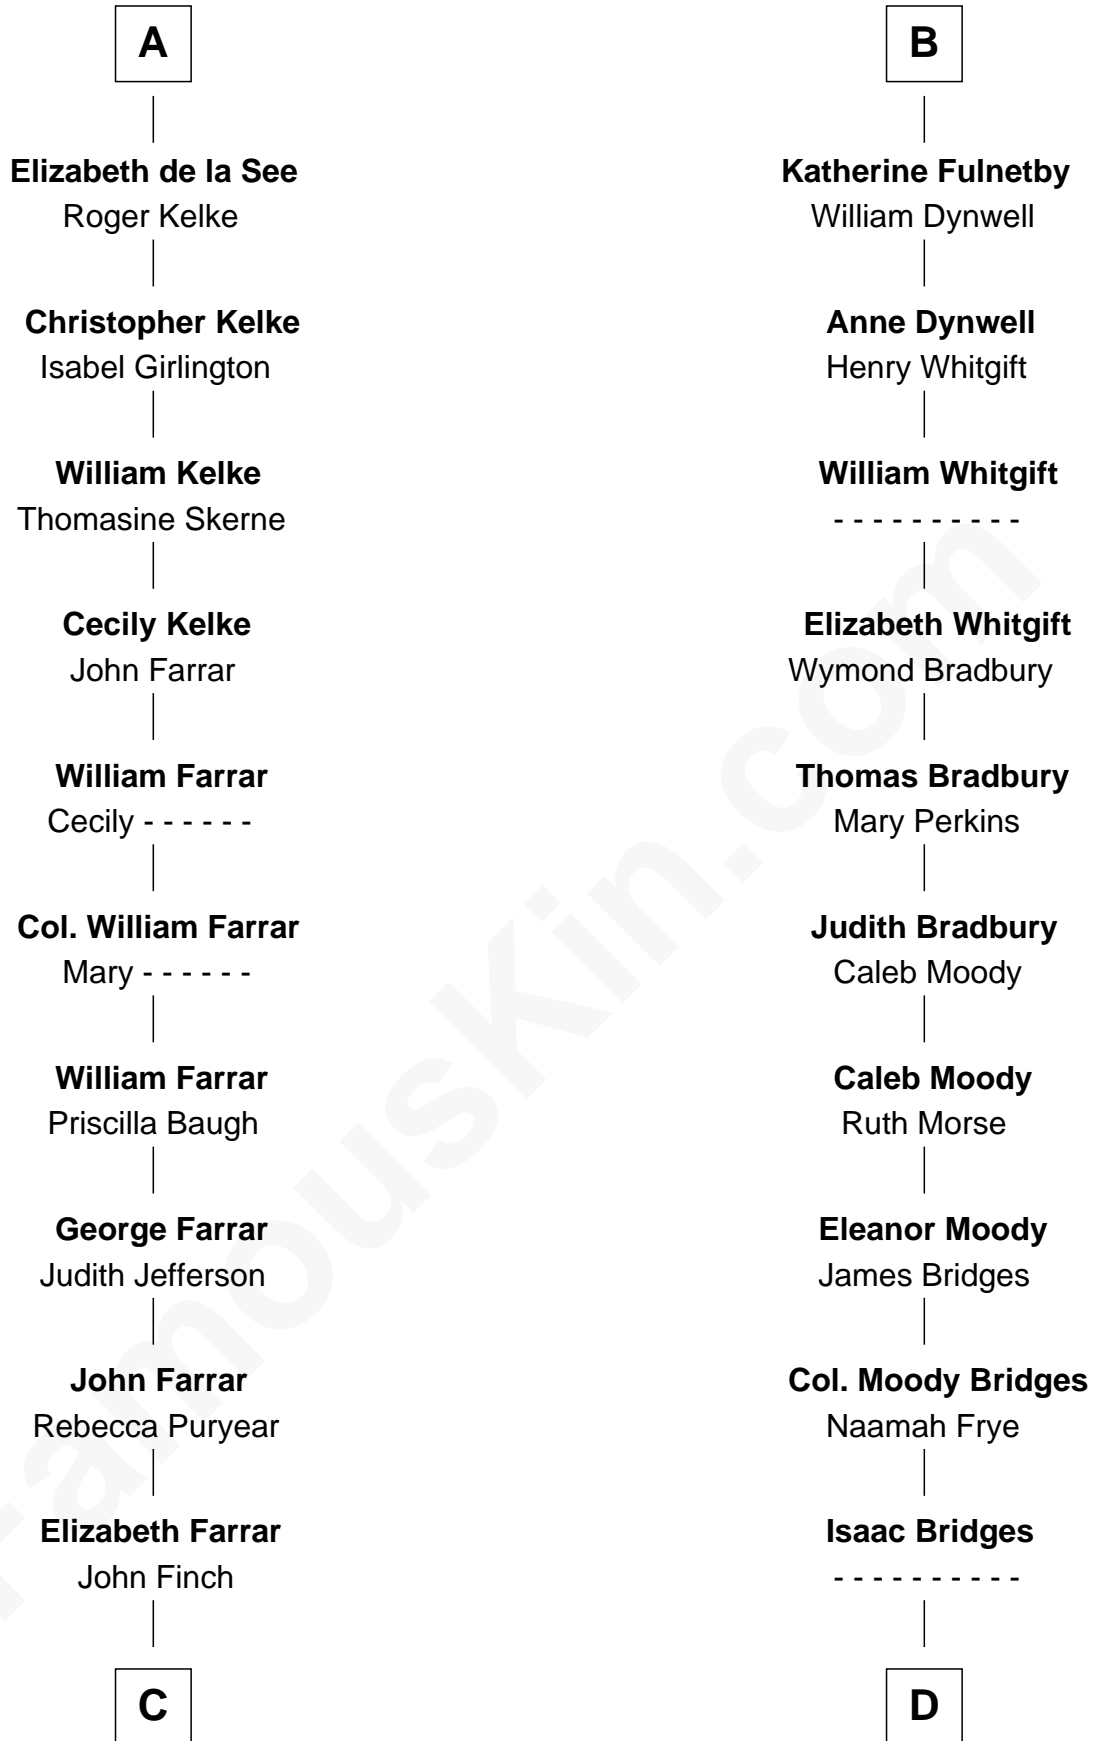 A
Elizabeth de la See
Roger Kelke
Christopher Kelke
Isabel Girlington
William Kelke
Thomasine Skerne
Cecily Kelke
John Farrar
William Farrar
Cecily - - - - - -
Col. William Farrar
Mary - - - - - -
William Farrar
Priscilla Baugh
George Farrar
Judith Jefferson
John Farrar
Rebecca Puryear
Elizabeth Farrar
John Finch
C
B
Katherine Fulnetby
William Dynwell
Anne Dynwell
Henry Whitgift
William Whitgift
- - - - - - - - - -
Elizabeth Whitgift
Wymond Bradbury
Thomas Bradbury
Mary Perkins
Judith Bradbury
Caleb Moody
Caleb Moody
Ruth Morse
Eleanor Moody
James Bridges
Col. Moody Bridges
Naamah Frye
Isaac Bridges
- - - - - - - - - -
D
FamousKin.com